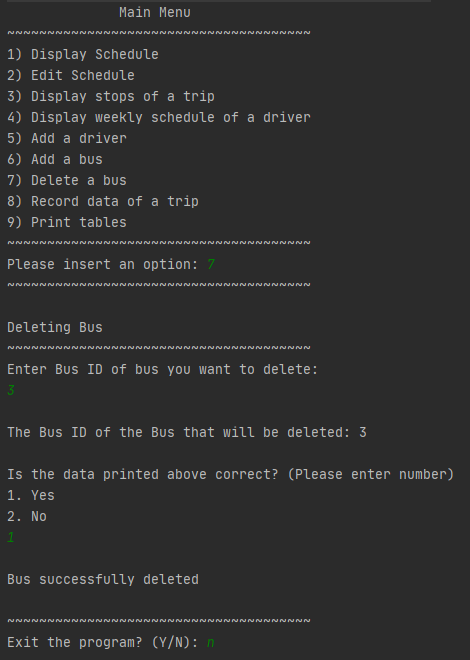 Main Menu
~~~~~~~~~~~~~~~~~~~~~~~~~~~~~~~~~~~~~~
1) Display Schedule
2) Edit Schedule
3) Display stops of a trip
4) Display weekly schedule of a driver
5) Add a driver
6) Add a bus
7) Delete a bus
8) Record data of a trip
9) Print tables
~~~~~~~~~~~~~~~~~~~~~~~~~~~~~~~~~~~~~~
Please insert an option: 7
~~~~~~~~~~~~~~~~~~~~~~~~~~~~~~~~~~~~~~
Deleting Bus
~~~~~~~~~~~~~~~~~~~~~~~~~~~~~~~~~~~~~~
Enter Bus ID of bus you want to delete:
3
The Bus ID of the Bus that will be deleted: 3
Is the data printed above correct? (Please enter number)
1. Yes
2. No
1
Bus successfully deleted
~~~~~~~~~~~~~~~~~~~~~~~~~~~~~~~~~~~~~~
Exit the program? (Y/N): n